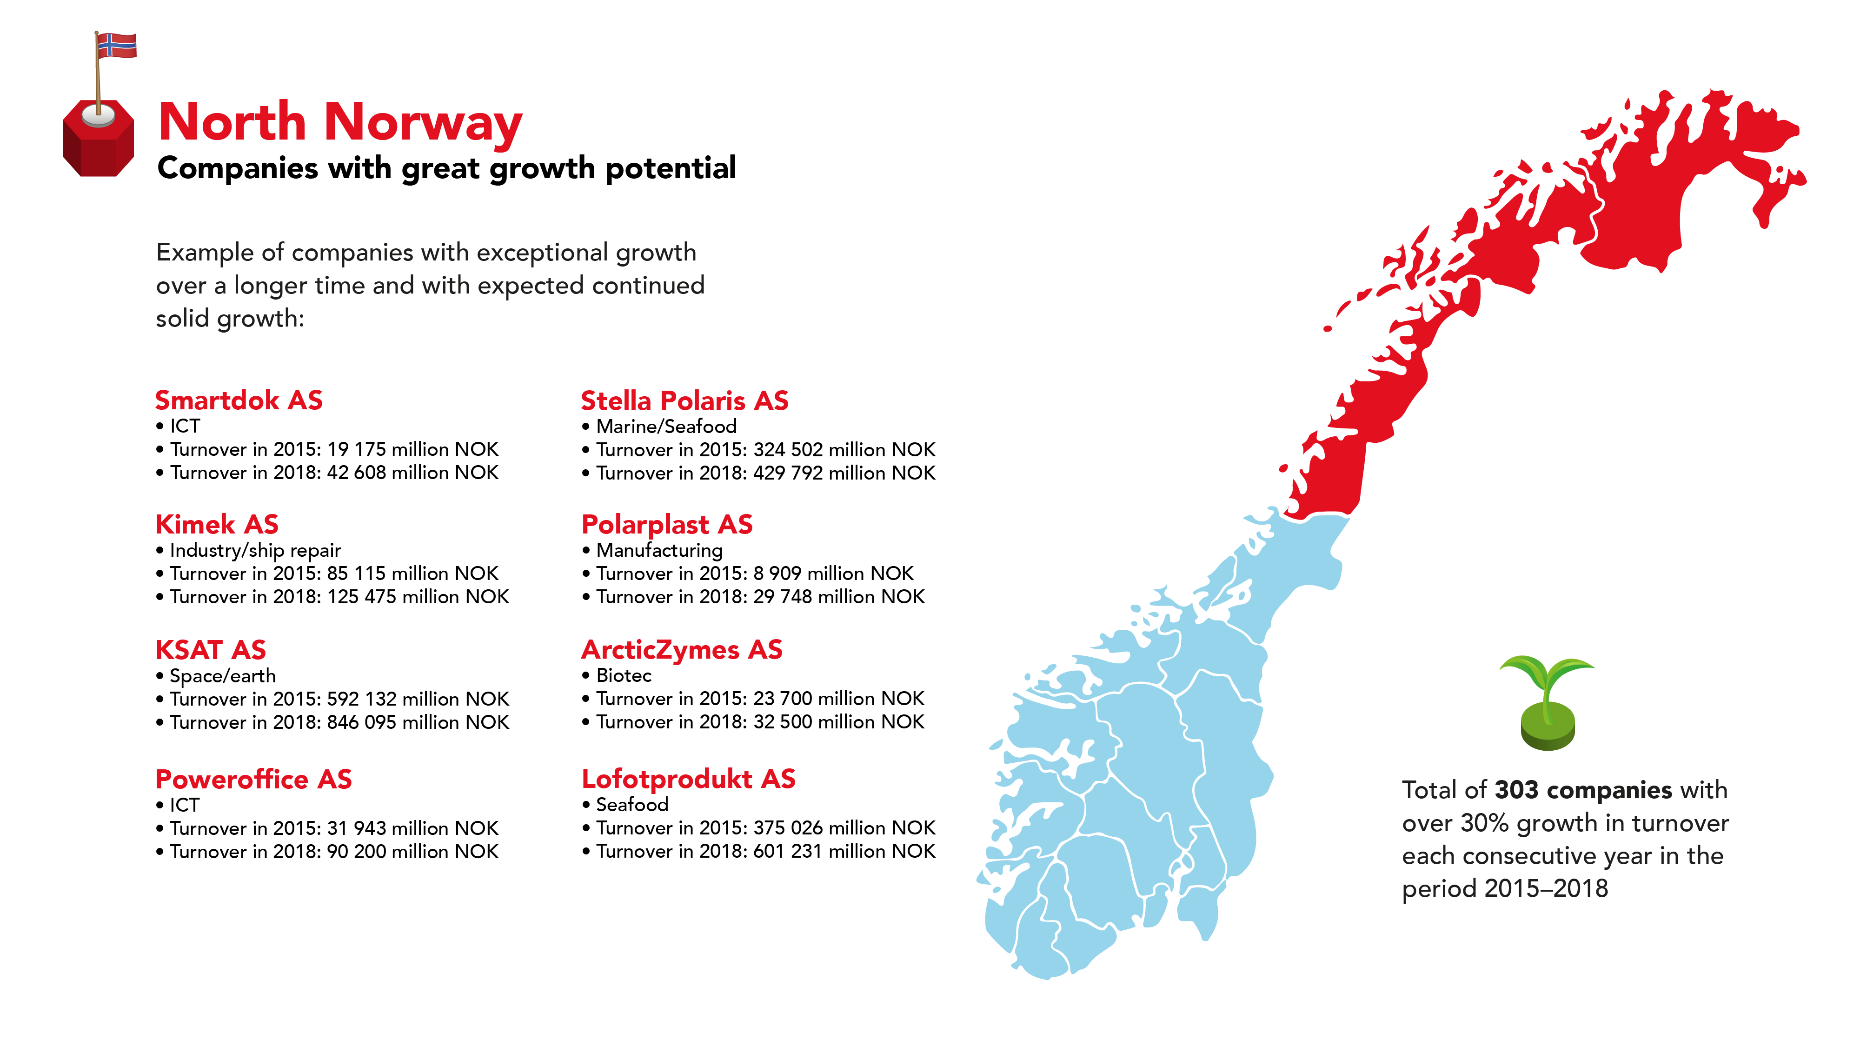 North Norway
Companies with great growth potential
Example of companies with exceptional growth
over a longer time and with expected continued
solid growth:
Smartdok AS
• ICT
• Turnover in 2015: 19 175 million NOK
• Turnover in 2018: 42 608 million NOK
Kimek AS
• Industry/ship repair
• Turnover in 2015: 85 115 million NOK
• Turnover in 2018: 125 475 million NOK
KSAT AS
• Space/earth
• Turnover in 2015: 592 132 million NOK
• Turnover in 2018: 846 095 million NOK
Poweroffice AS
• ICT
• Turnover in 2015: 31 943 million NOK
• Turnover in 2018: 90 200 million NOK
Stella Polaris AS
• Marine/Seafood
• Turnover in 2015: 324 502 million NOK
• Turnover in 2018: 429 792 million NOK
Polarplast AS
• Manufacturing
• Turnover in 2015: 8 909 million NOK
• Turnover in 2018: 29 748 million NOK
ArcticZymes AS
• Biotec
• Turnover in 2015: 23 700 million NOK
• Turnover in 2018: 32 500 million NOK
Lofotprodukt AS
• Seafood
• Turnover in 2015: 375 026 million NOK
• Turnover in 2018: 601 231 million NOK
Total of 303 companies with
over 30% growth in turnover
each consecutive year in the
period 2015–2018